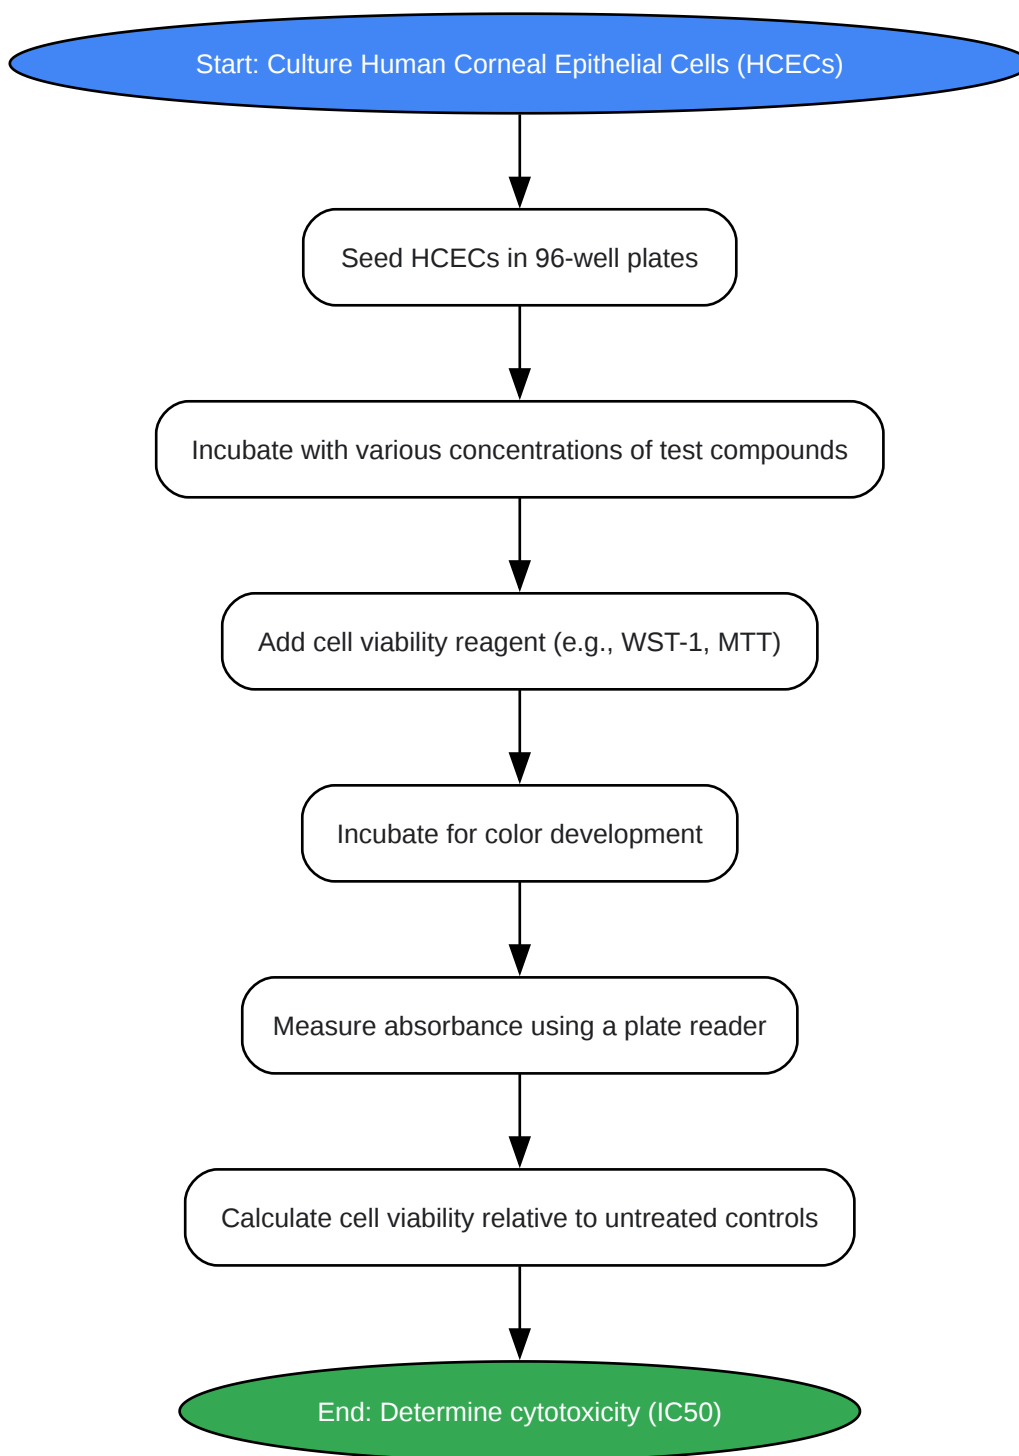 Start: Culture Human Corneal Epithelial Cells (HCECs)
Seed HCECs in 96-well plates
Incubate with various concentrations of test compounds
Add cell viability reagent (e.g., WST-1, MTT)
Incubate for color development
Measure absorbance using a plate reader
Calculate cell viability relative to untreated controls
End: Determine cytotoxicity (IC50)